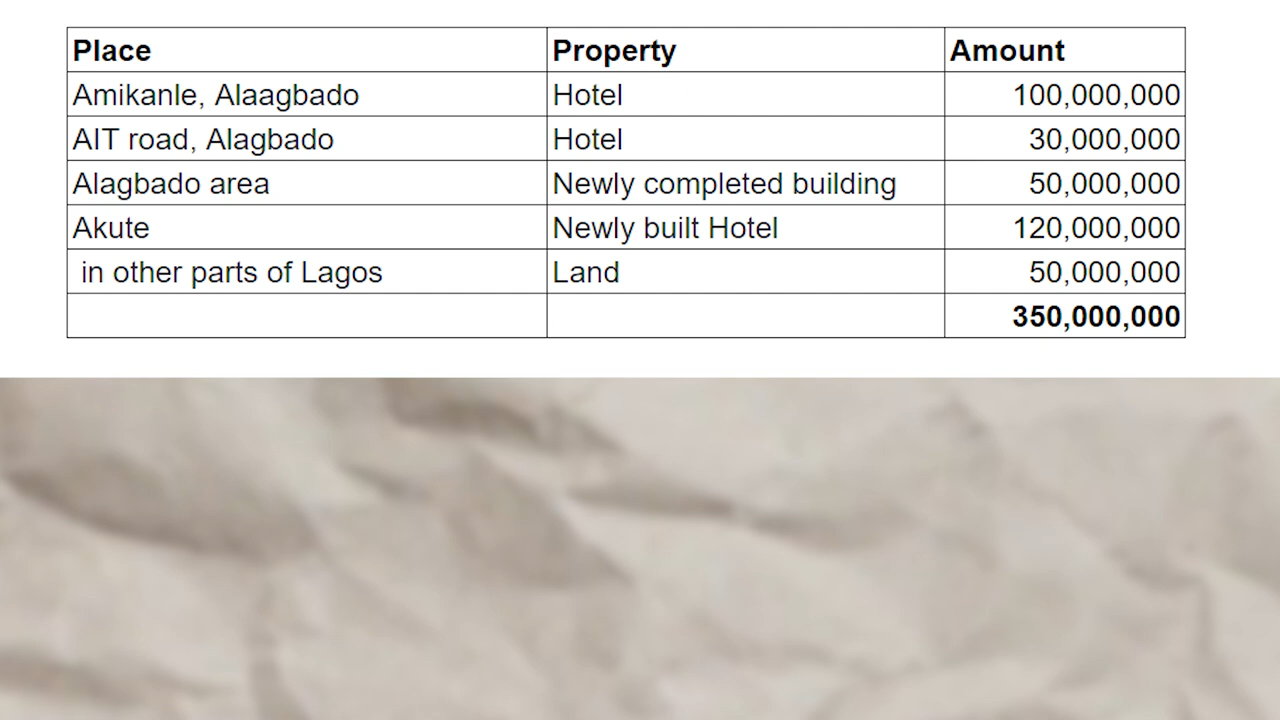 Place Property Amount
Amikanle, Alaagbado Hotel 100,000,000
AIT road, Alagbado Hotel 30,000,000
Alagbado area Newly completed building 50,000,000
Akute Newly built Hotel 120,000,000
in other parts of Lagos Land 50,000,000
350,000,000